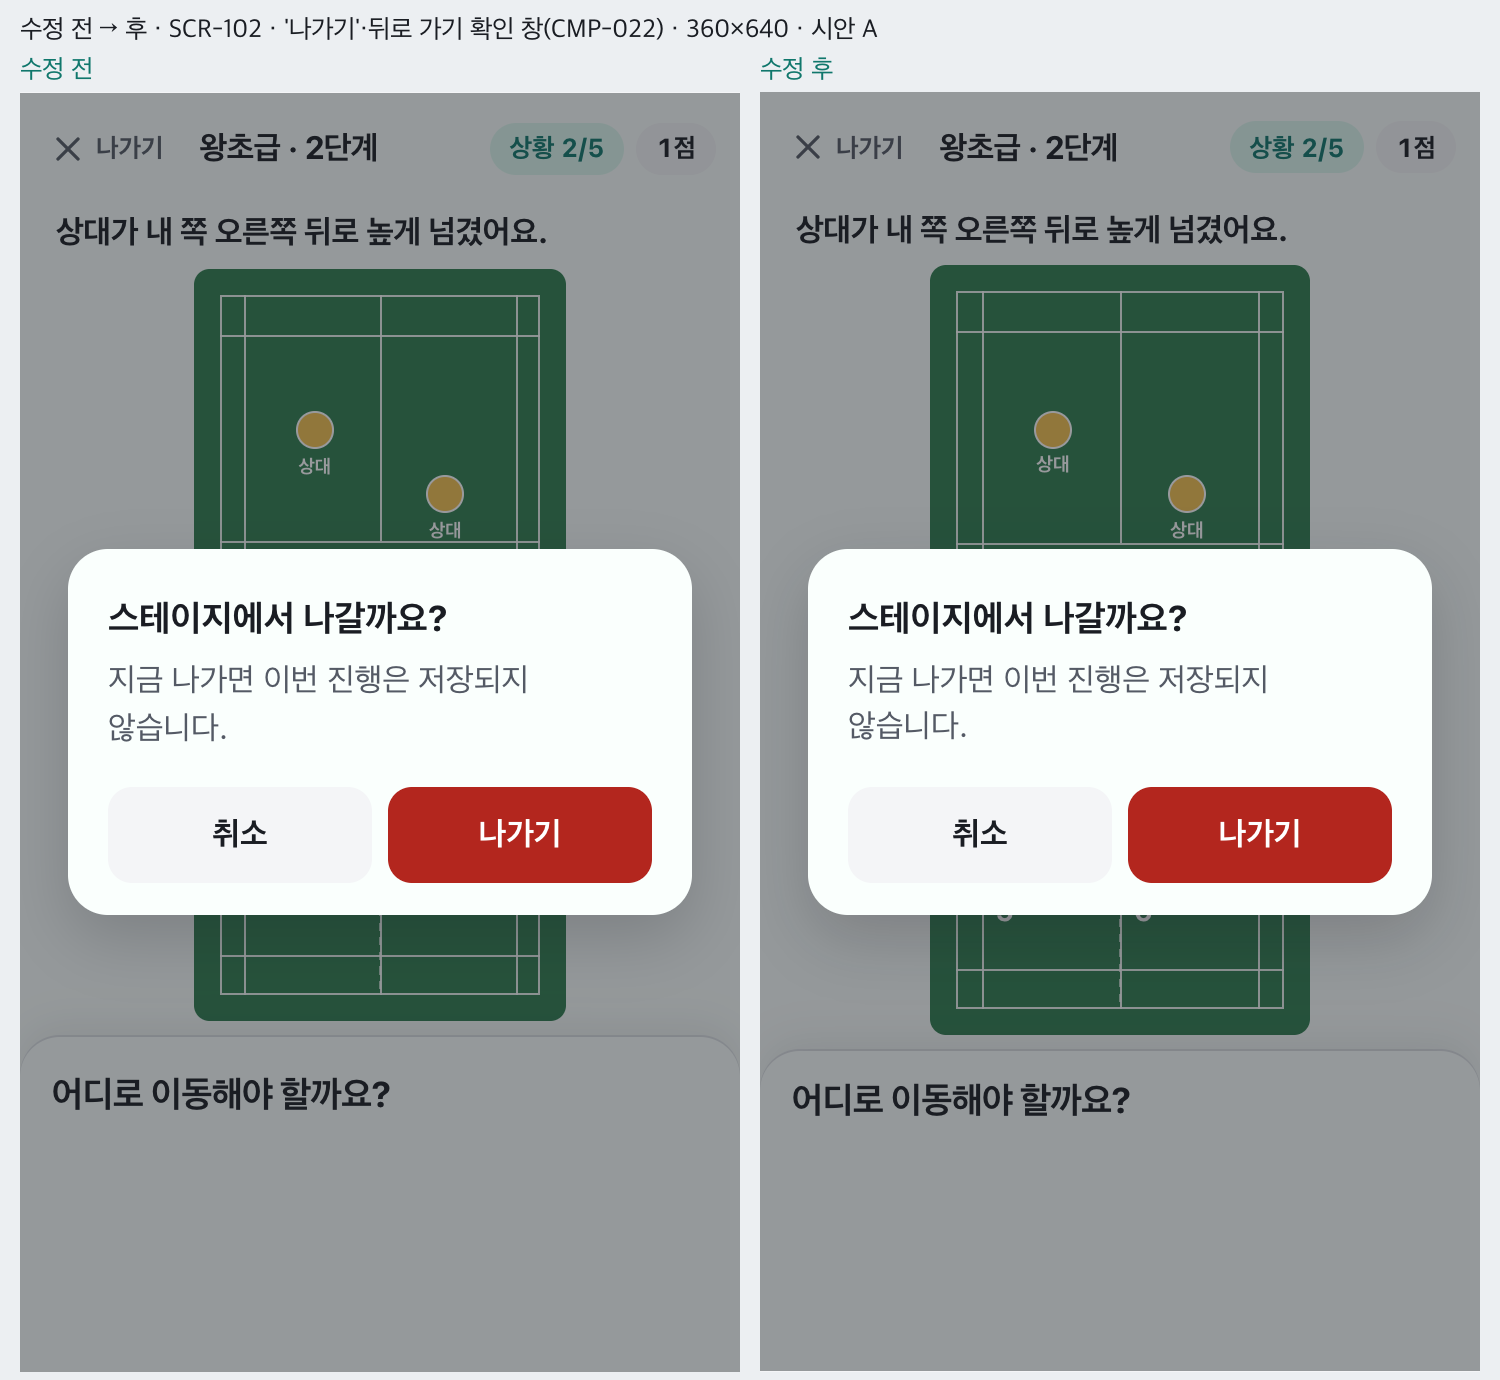 수정 전 → 후 · SCR-102 · '나가기'·뒤로 가기 확인 창(CMP-022) · 360×640 · 시안 A
수정 전
나가기 왕초급 · 2단계 상황 2/5 1점
상대가 내 쪽 오른쪽 뒤로 높게 넘겼어요.
상대
상대
스테이지에서 나갈까요?
지금 나가면 이번 진행은 저장되지
않습니다.
취소 나가기
어디로 이동해야 할까요?
수정 후
나가기 왕초급 · 2단계 상황 2/5 1점
상대가 내 쪽 오른쪽 뒤로 높게 넘겼어요.
상대
상대
스테이지에서 나갈까요?
지금 나가면 이번 진행은 저장되지
않습니다.
취소 나가기
어디로 이동해야 할까요?